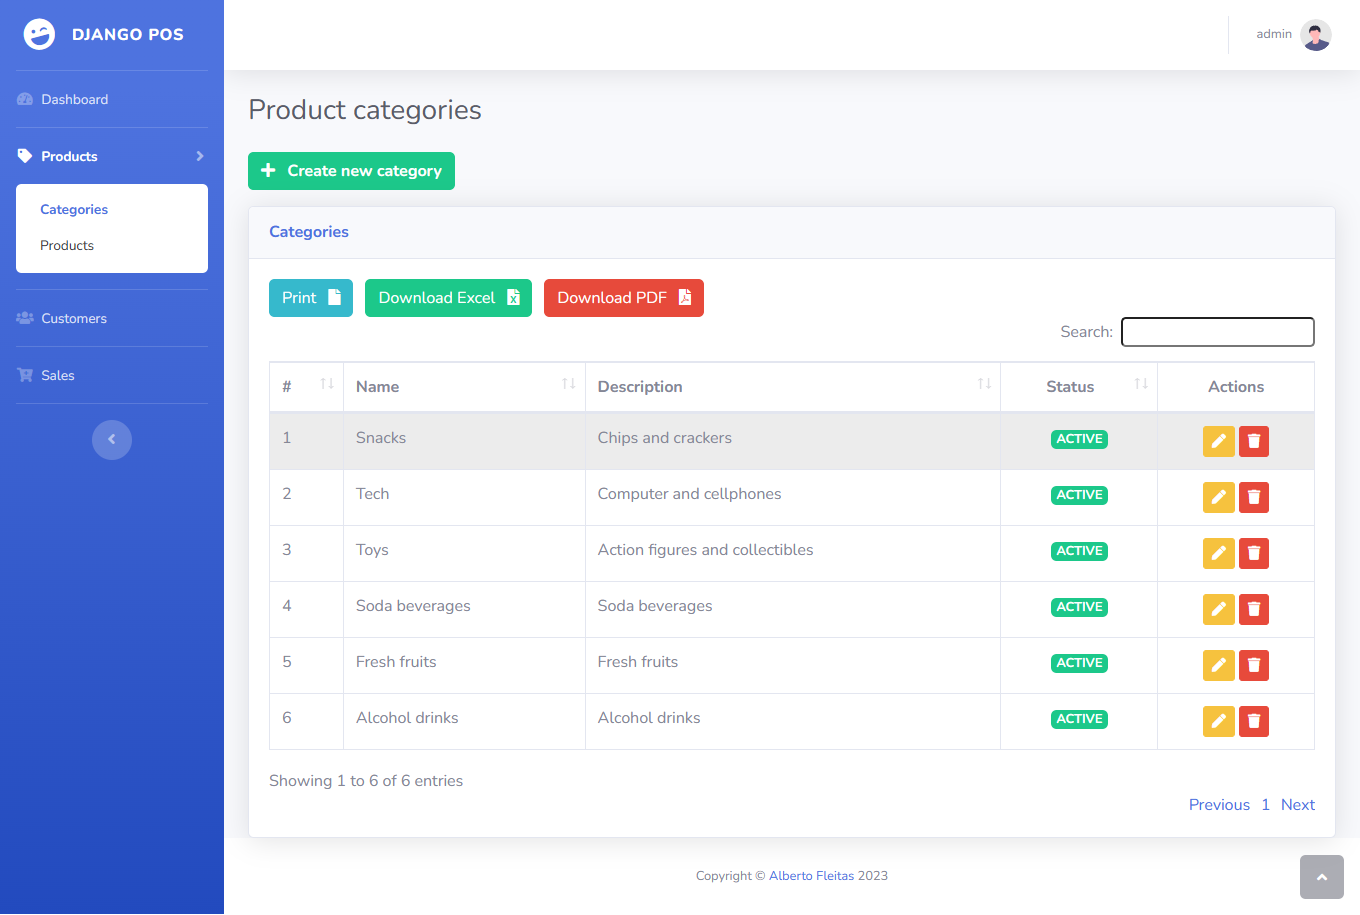 DJANGO POS
admin
Dashboard
Products
Categories
Products
Customers
Sales
Product categories
Create new category
Categories
Print Download Excel Download PDF
Search:
# Name Description Status Actions
1 Snacks Chips and crackers ACTIVE
2 Tech Computer and cellphones ACTIVE
3 Toys Action figures and collectibles ACTIVE
4 Soda beverages Soda beverages ACTIVE
5 Fresh fruits Fresh fruits ACTIVE
6 Alcohol drinks Alcohol drinks ACTIVE
Showing 1 to 6 of 6 entries
Previous 1 Next
Copyright © Alberto Fleitas 2023